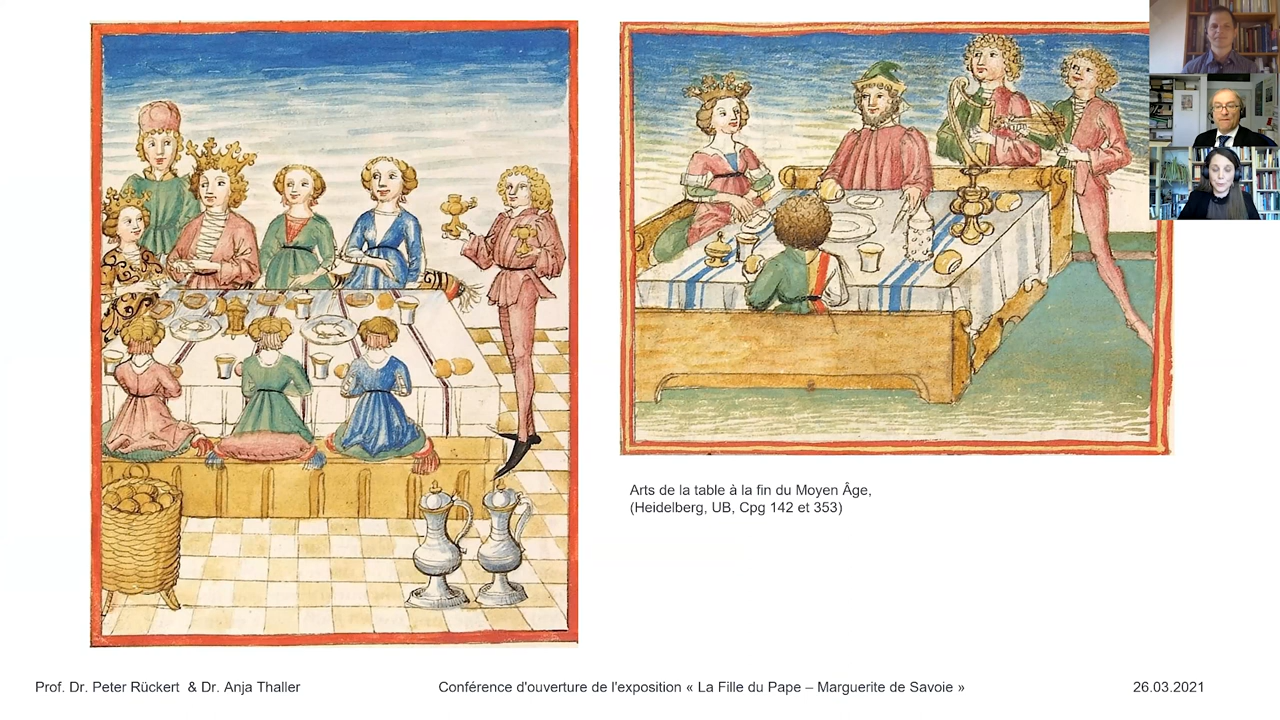 Arts de la table à la fin du Moyen Âge,
(Heidelberg, UB, Cpg 142 et 353)
Prof. Dr. Peter Rückert & Dr. Anja Thaller
Conférence d'ouverture de l'exposition « La Fille du Pape – Marguerite de Savoie »
26.03.2021